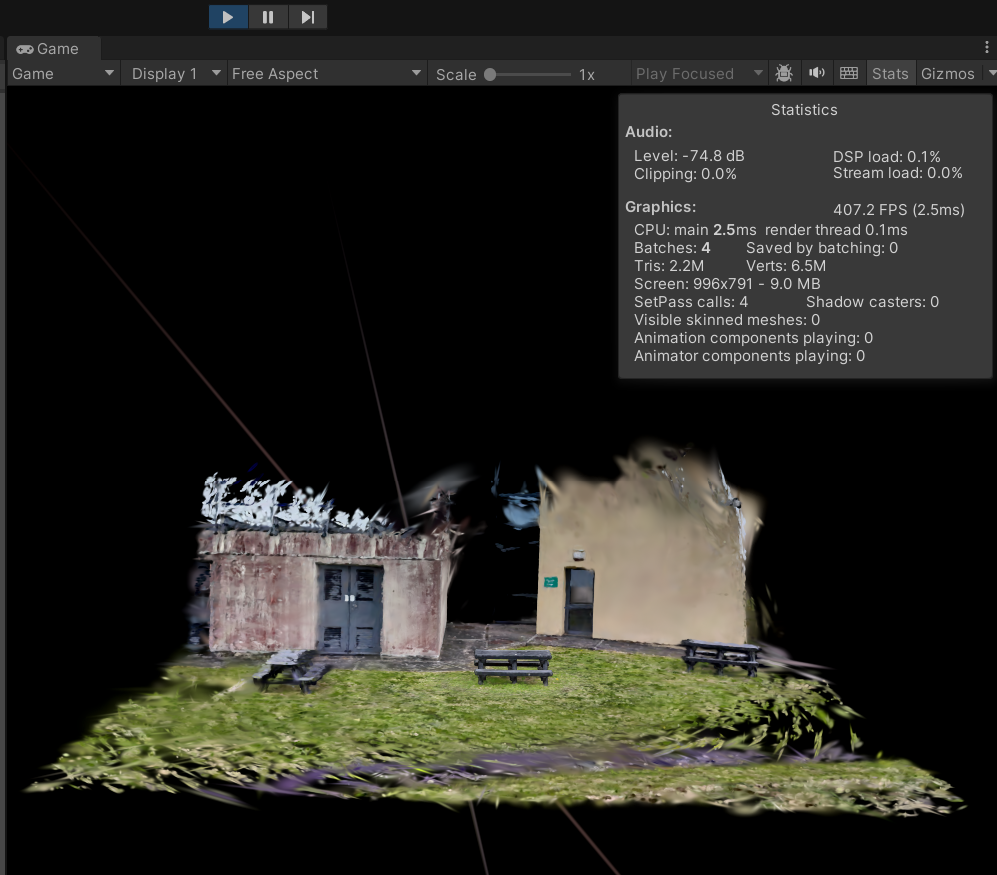 Game
Game Display 1 Free Aspect Scale 1x Play Focused Stats Gizmos
Statistics
Audio:
Level: -74.8 dB DSP load: 0.1%
Clipping: 0.0% Stream load: 0.0%
Graphics: 407.2 FPS (2.5ms)
CPU: main 2.5ms render thread 0.1ms
Batches: 4 Saved by batching: 0
Tris: 2.2M Verts: 6.5M
Screen: 996x791 - 9.0 MB
SetPass calls: 4 Shadow casters: 0
Visible skinned meshes: 0
Animation components playing: 0
Animator components playing: 0